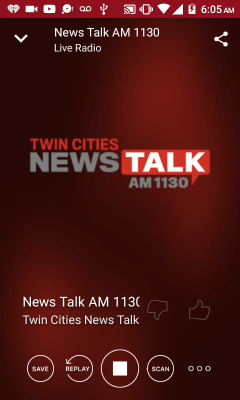 6:05 AM
News Talk AM 1130
Live Radio
TWIN CITIES
NEWS TALK
AM 1130
News Talk AM 1130
Twin Cities News Talk
SAVE
REPLAY
SCAN